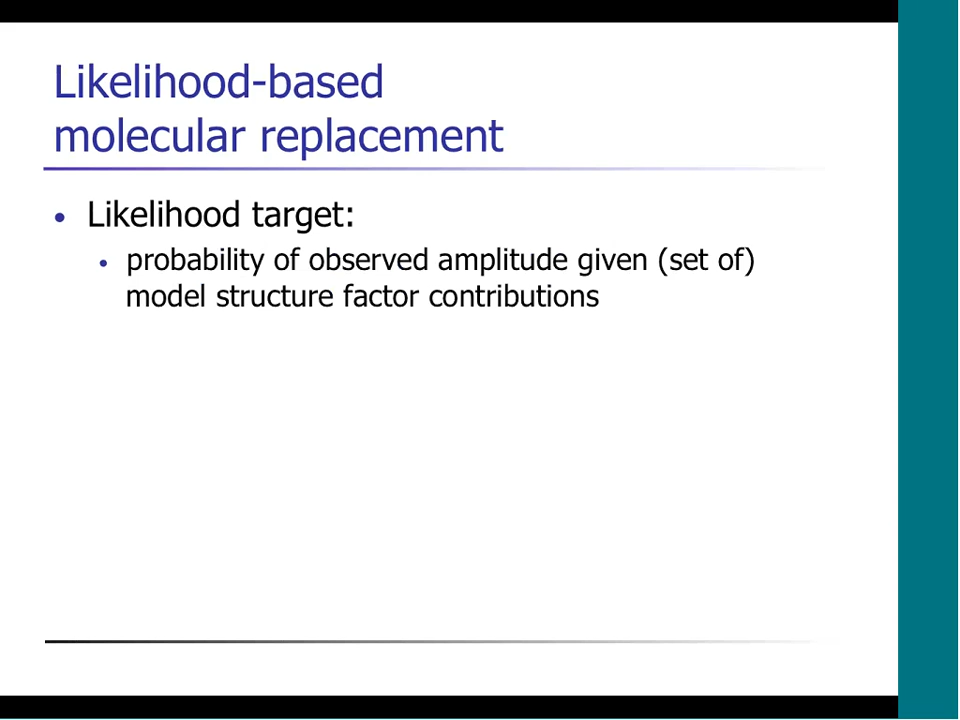 Likelihood-based
molecular replacement
• Likelihood target:
• probability of observed amplitude given (set of)
model structure factor contributions